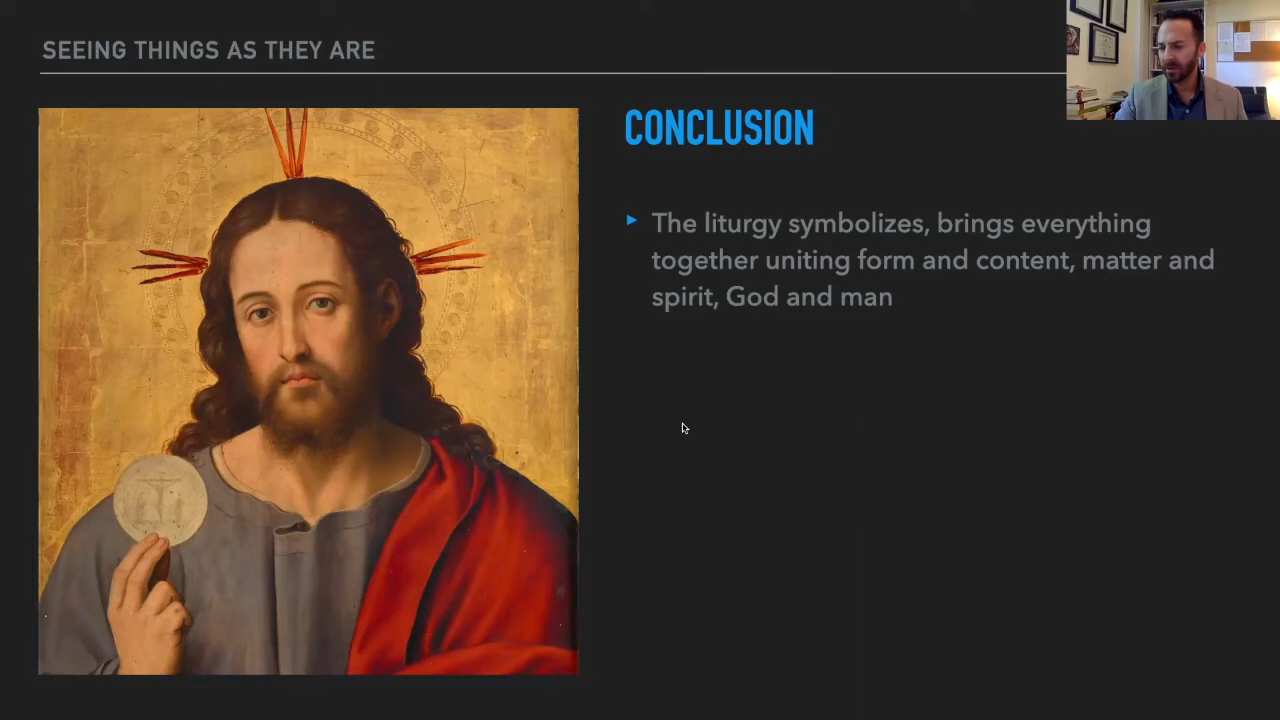 SEEING THINGS AS THEY ARE
CONCLUSION
The liturgy symbolizes, brings everything
together uniting form and content, matter and
spirit, God and man